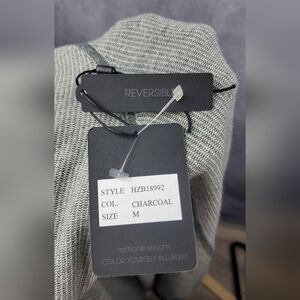 REVERSIBLE
STYLE HZB18992
COL. CHARCOAL
SIZE M
raffionline.com
COLOR YOURSELF IN LUXURY